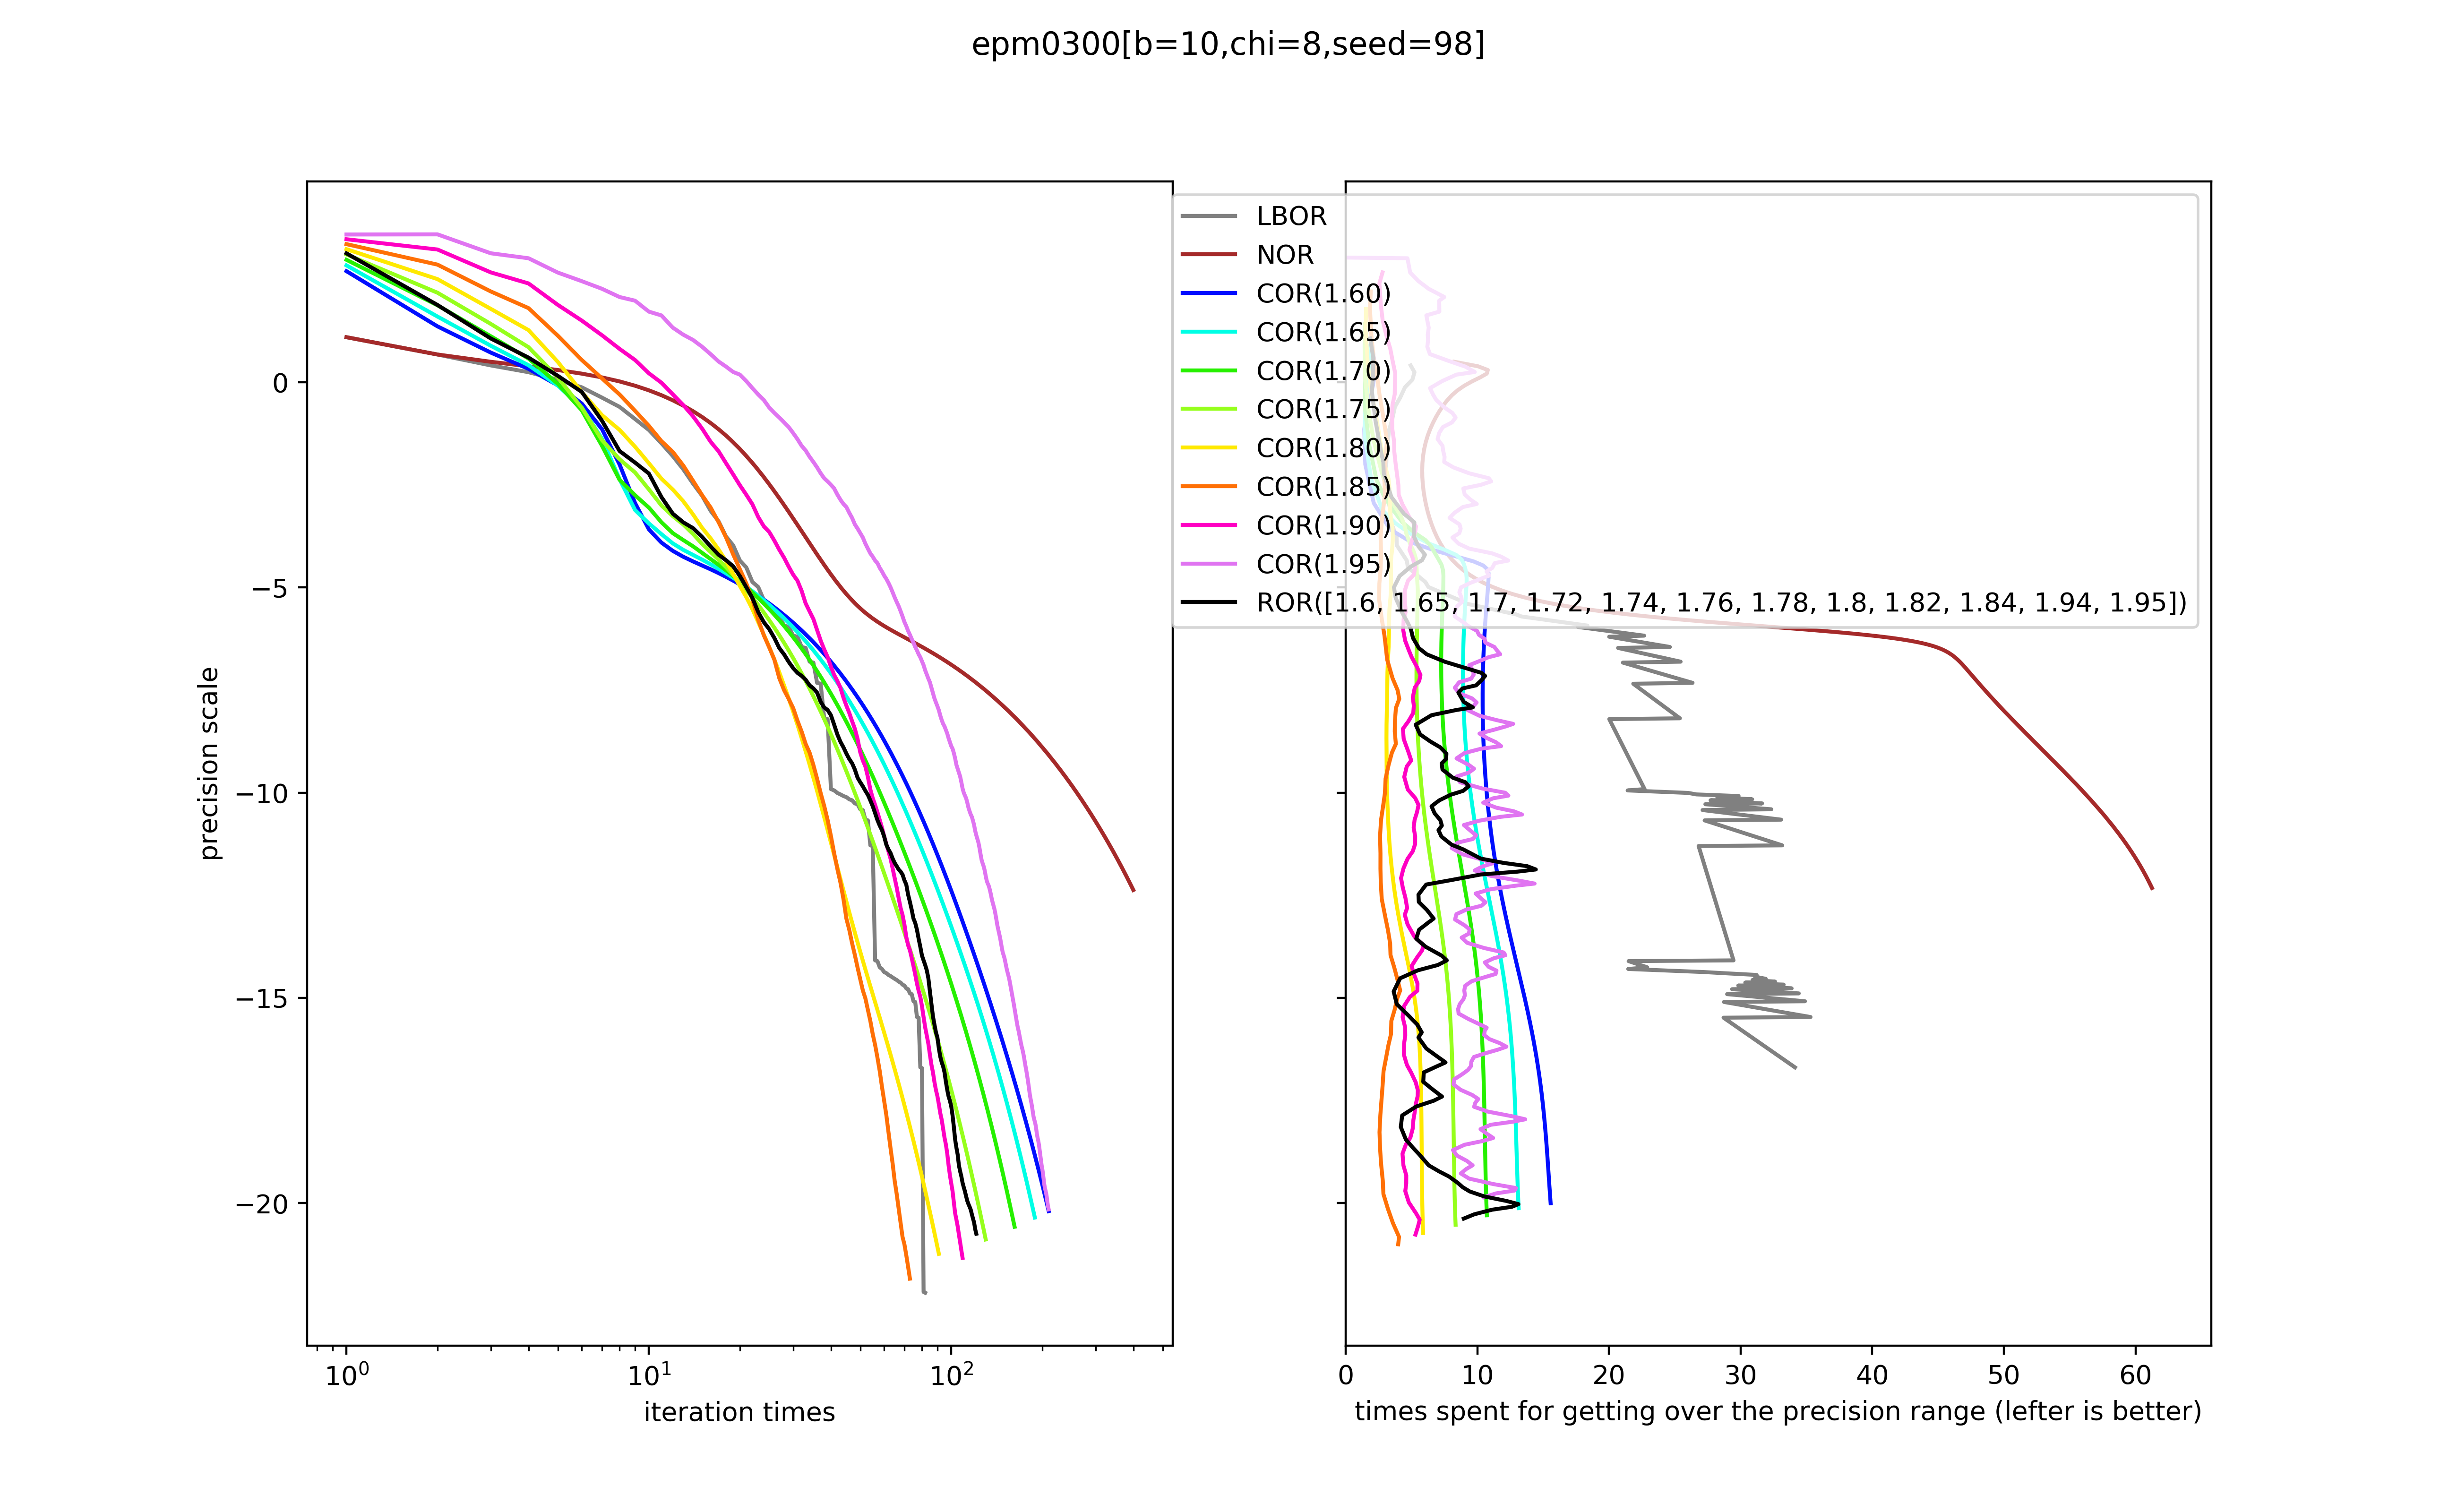 epm0300[b=10,chi=8,seed=98]
precision scale
0
−5
−10
−15
−20
10⁰
10¹
10²
iteration times
LBOR
NOR
COR(1.60)
COR(1.65)
COR(1.70)
COR(1.75)
COR(1.80)
COR(1.85)
COR(1.90)
COR(1.95)
ROR([1.6, 1.65, 1.7, 1.72, 1.74, 1.76, 1.78, 1.8, 1.82, 1.84, 1.94, 1.95])
0
10
20
30
40
50
60
times spent for getting over the precision range (lefter is better)